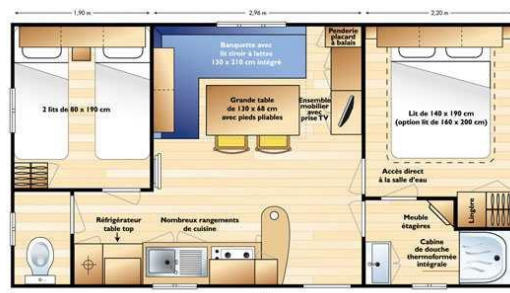 1,90 m
2,96 m
2,20 m
Banquette avec
lit tiroir à lattes
130 x 210 cm intégré
Penderie
placard
à balais
2 lits de 80 x 190 cm
Grande table
de 130 x 68 cm
avec pieds pliables
Ensemble
mobilier
avec
prise TV
Lit de 140 x 190 cm
(option lit de 160 x 200 cm)
Accès direct
à la salle d'eau
Lingère
Réfrigérateur
table top
Nombreux rangements
de cuisine
Meuble
étagères
Cabine
de douche
thermoformée
intégrale